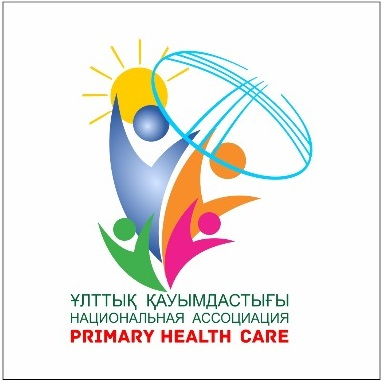 ҰЛТТЫҚ ҚАУЫМДАСТЫҒЫ
НАЦИОНАЛЬНАЯ АССОЦИАЦИЯ
PRIMARY HEALTH CARE